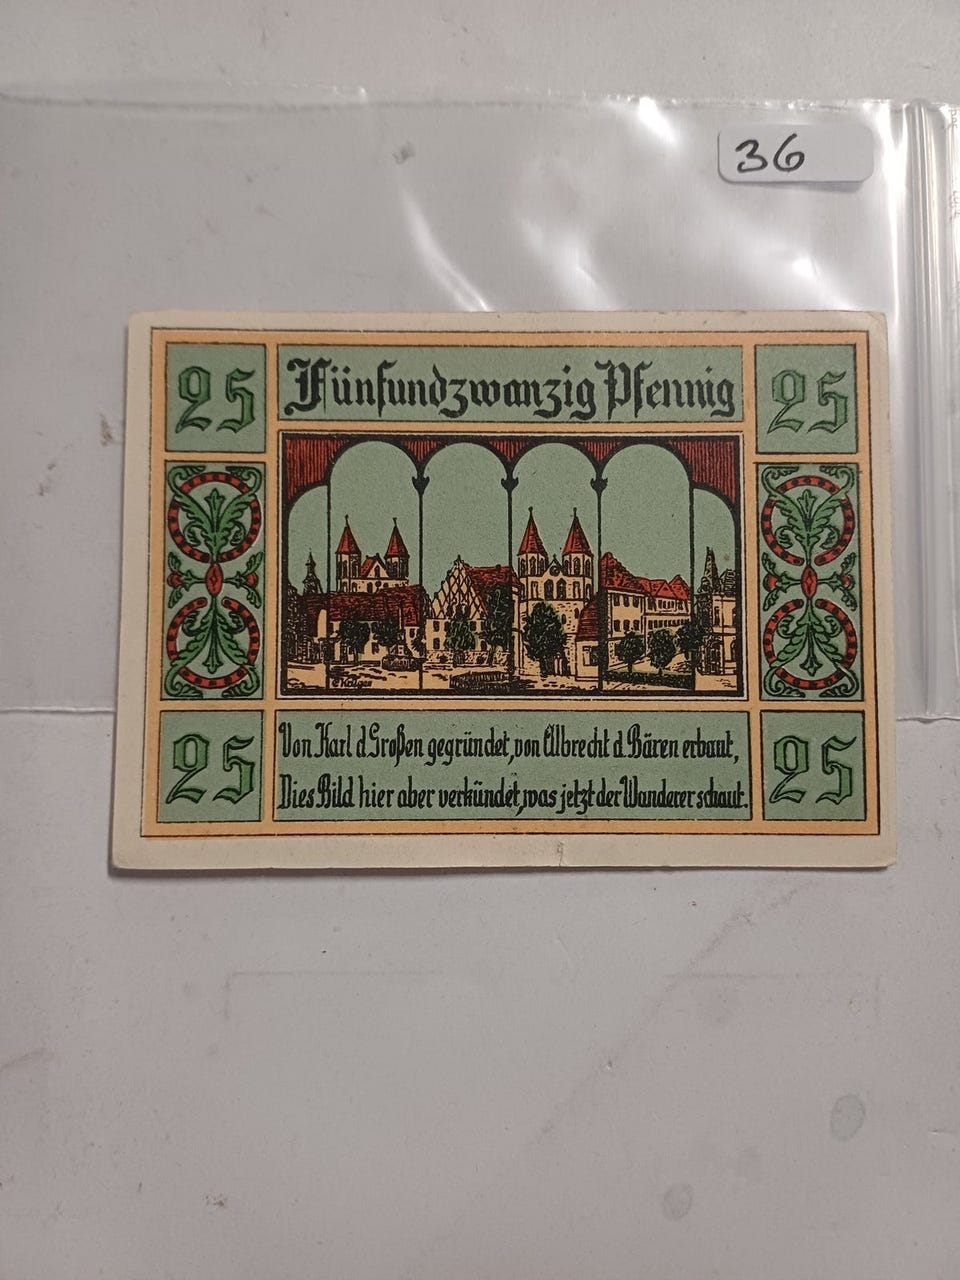 36
25 Fünfundzwanzig Pfennig 25
Von Karl d Großen gegründet, von Albrecht d. Bären erbaut,
25 25
Dies Bild hier aber verkündet, was jetzt der Wanderer schaut.